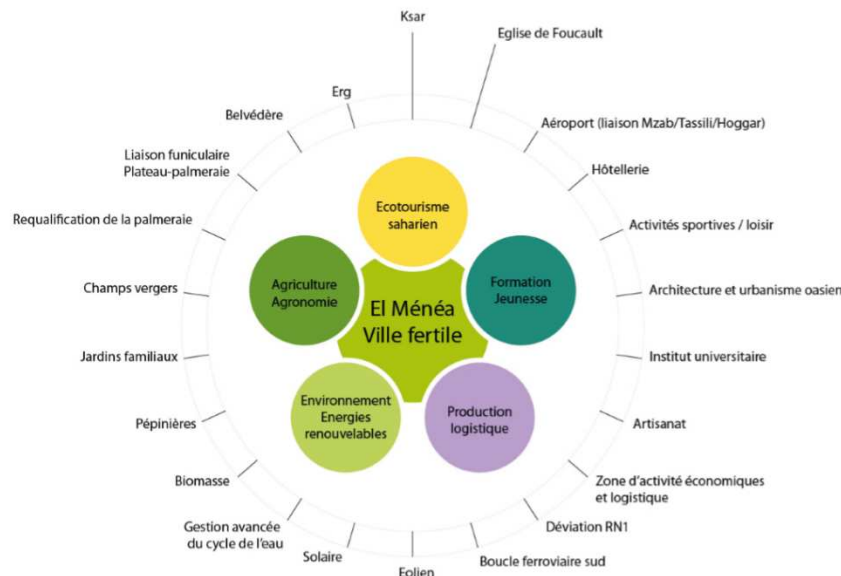 Ksar
Eglise de Foucault
Aéroport (liaison Mzab/Tassili/Hoggar)
Hôtellerie
Activités sportives / loisir
Architecture et urbanisme oasien
Institut universitaire
Artisanat
Zone d'activité économiques
et logistique
Déviation RN1
Boucle ferroviaire sud
Eolien
Solaire
Gestion avancée
du cycle de l'eau
Biomasse
Pépinières
Jardins familiaux
Champs vergers
Requalification de la palmeraie
Liaison funiculaire
Plateau-palmeraie
Belvédère
Erg
Ecotourisme
saharien
Formation
Jeunesse
Production
logistique
Environnement
Energies
renouvelables
Agriculture
Agronomie
El Ménéa
Ville fertile